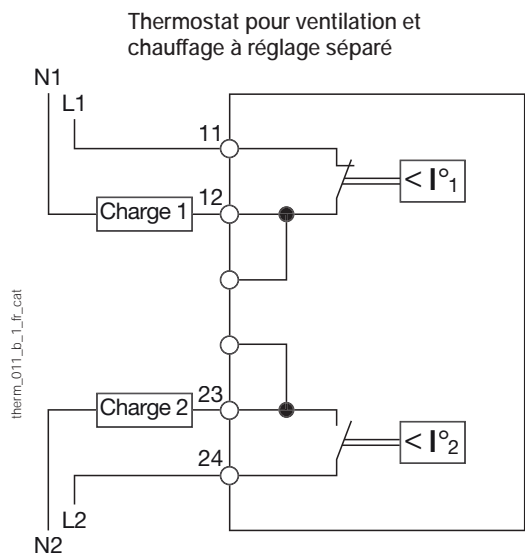 Thermostat pour ventilation et
chauffage à réglage séparé
N1
L1
11
< I°1
12
Charge 1
therm_011_b_1_fr_cat
23
Charge 2
< I°2
24
L2
N2